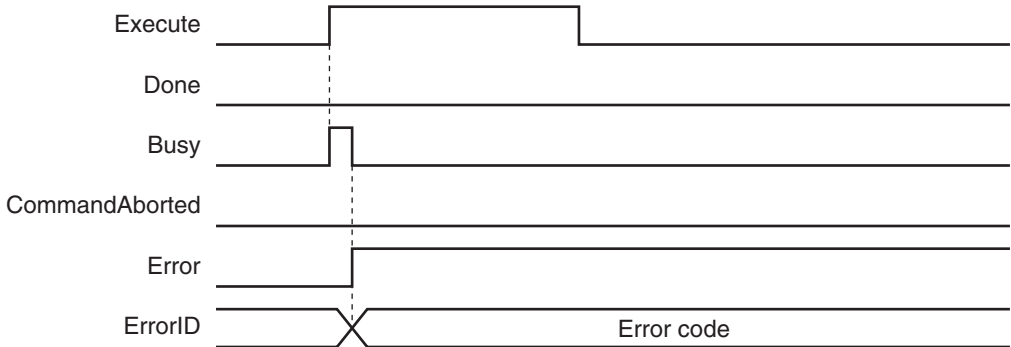 Execute
Done
Busy
CommandAborted
Error
ErrorID
Error code